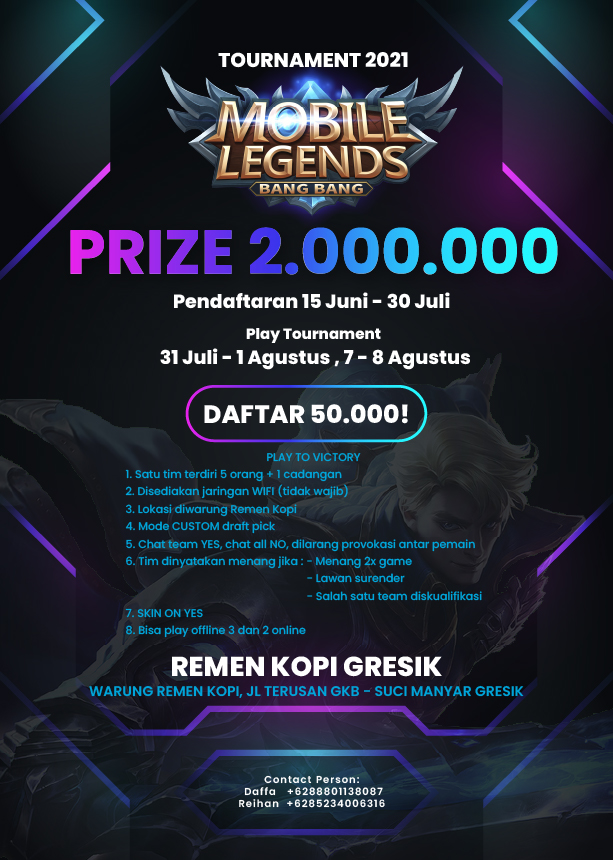 TOURNAMENT 2021
MOBILE
LEGENDS
BANG BANG
PRIZE 2.000.000
Pendaftaran 15 Juni - 30 Juli
Play Tournament
31 Juli - 1 Agustus , 7 - 8 Agustus
DAFTAR 50.000!
PLAY TO VICTORY
1. Satu tim terdiri 5 orang + 1 cadangan
2. Disediakan jaringan WIFI (tidak wajib)
3. Lokasi diwarung Remen Kopi
4. Mode CUSTOM draft pick
5. Chat team YES, chat all NO, dilarang provokasi antar pemain
6. Tim dinyatakan menang jika : - Menang 2x game
- Lawan surender
- Salah satu team diskualifikasi
7. SKIN ON YES
8. Bisa play offline 3 dan 2 online
REMEN KOPI GRESIK
WARUNG REMEN KOPI, JL TERUSAN GKB - SUCI MANYAR GRESIK
Contact Person:
Daffa +6288801138087
Reihan +6285234006316